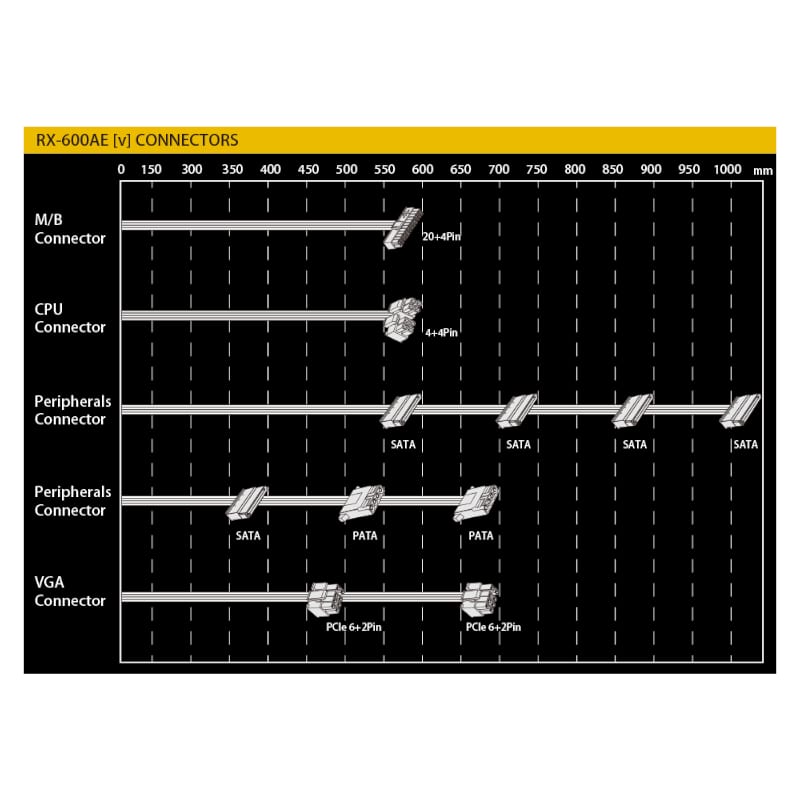 RX-600AE [v] CONNECTORS
0 150 300 350 400 450 500 550 600 650 700 750 800 850 900 950 1000 mm
M/B
Connector
20+4Pin
CPU
Connector
4+4Pin
Peripherals
Connector
SATA SATA SATA SATA
Peripherals
Connector
SATA PATA PATA
VGA
Connector
PCIe 6+2Pin PCIe 6+2Pin